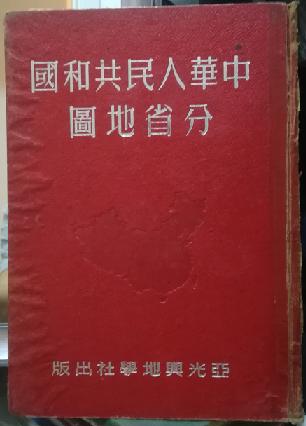 中華人民共和國
分省地圖
亞光輿地學社出版